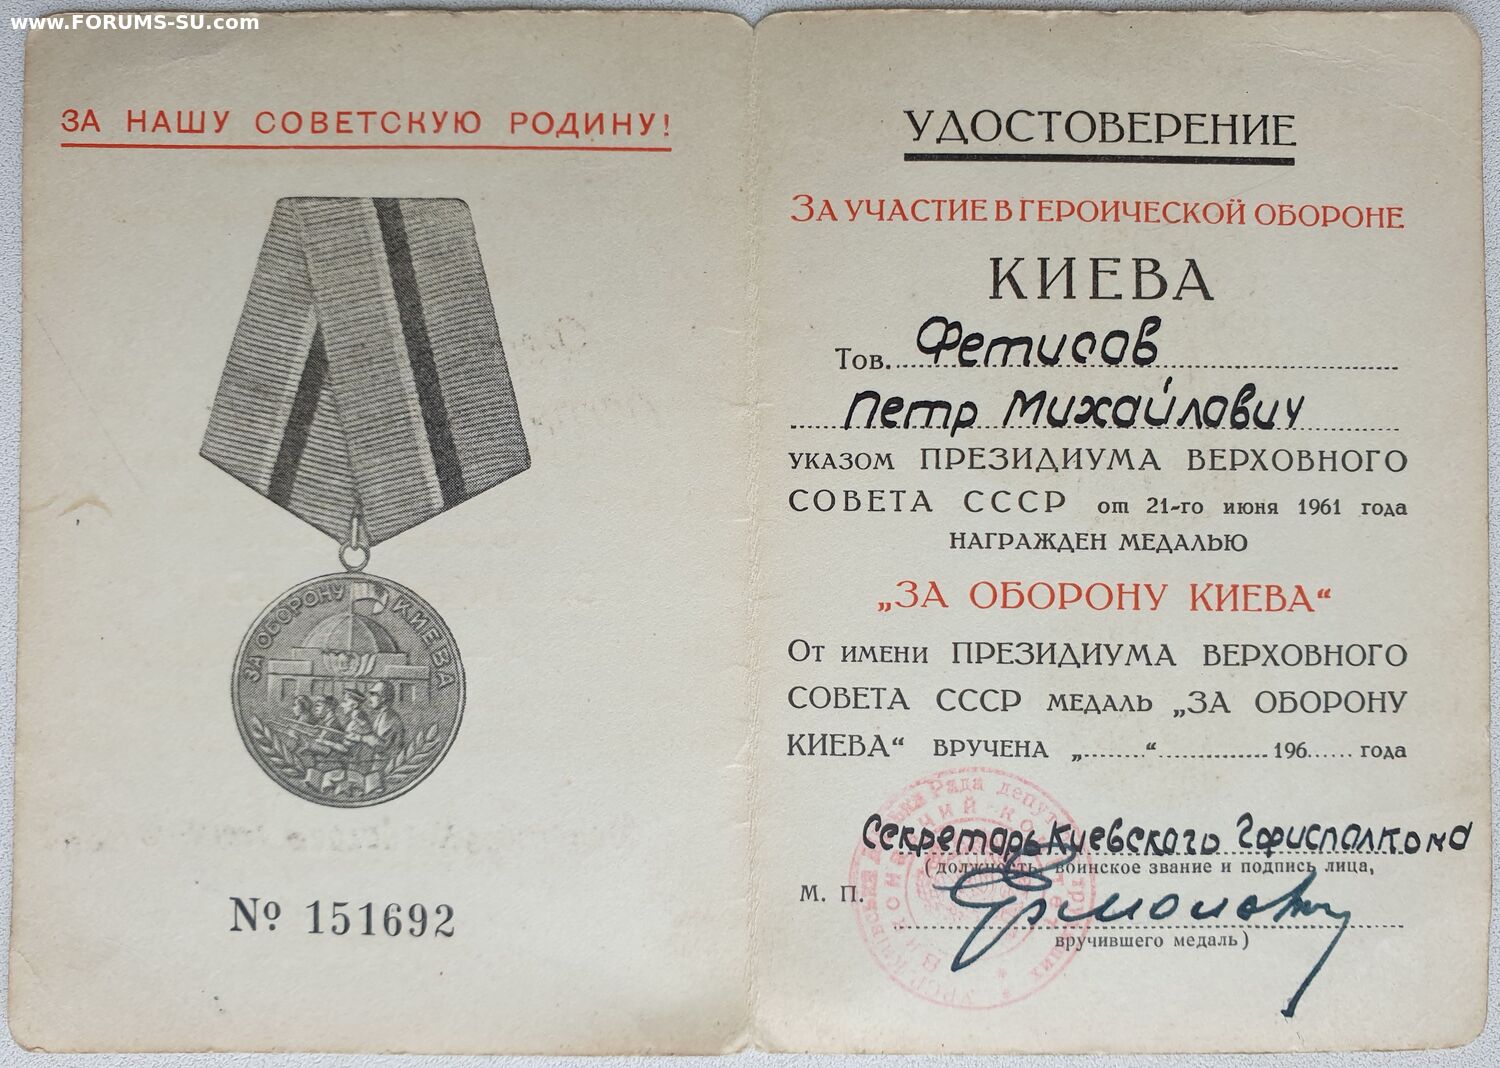 www.FORUMS-SU.com
ЗА НАШУ СОВЕТСКУЮ РОДИНУ!
ЗА ОБОРОНУ КИЕВА
№ 151692
УДОСТОВЕРЕНИЕ
ЗА УЧАСТИЕ В ГЕРОИЧЕСКОЙ ОБОРОНЕ
КИЕВА
Тов. Фетисов
Петр Михайлович
УКАЗОМ ПРЕЗИДИУМА ВЕРХОВНОГО
СОВЕТА СССР от 21-го июня 1961 года
НАГРАЖДЕН МЕДАЛЬЮ
„ЗА ОБОРОНУ КИЕВА“
ОТ ИМЕНИ ПРЕЗИДИУМА ВЕРХОВНОГО
СОВЕТА СССР МЕДАЛЬ „ЗА ОБОРОНУ
КИЕВА“ ВРУЧЕНА „........“................196...... года
Секретарь Киевского Горисполкома
(должность, воинское звание и подпись лица,
М. П.
вручившего медаль)